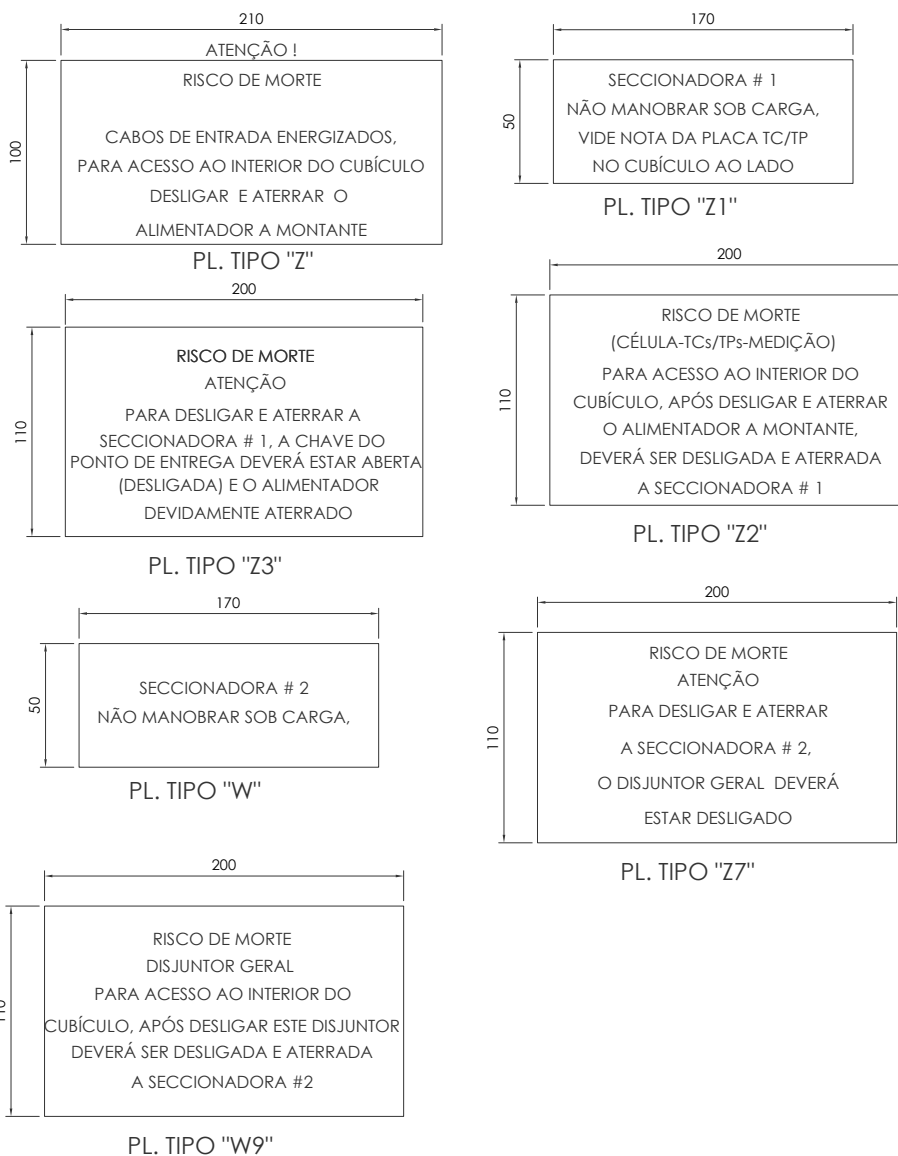 210
ATENÇÃO !
100
RISCO DE MORTE
CABOS DE ENTRADA ENERGIZADOS,
PARA ACESSO AO INTERIOR DO CUBÍCULO
DESLIGAR E ATERRAR O
ALIMENTADOR A MONTANTE
PL. TIPO "Z"
170
50
SECCIONADORA # 1
NÃO MANOBRAR SOB CARGA,
VIDE NOTA DA PLACA TC/TP
NO CUBÍCULO AO LADO
PL. TIPO "Z1"
200
110
RISCO DE MORTE
ATENÇÃO
PARA DESLIGAR E ATERRAR A
SECCIONADORA # 1, A CHAVE DO
PONTO DE ENTREGA DEVERÁ ESTAR ABERTA
(DESLIGADA) E O ALIMENTADOR
DEVIDAMENTE ATERRADO
PL. TIPO "Z3"
200
110
RISCO DE MORTE
(CÉLULA-TCs/TPs-MEDIÇÃO)
PARA ACESSO AO INTERIOR DO
CUBÍCULO, APÓS DESLIGAR E ATERRAR
O ALIMENTADOR A MONTANTE,
DEVERÁ SER DESLIGADA E ATERRADA
A SECCIONADORA # 1
PL. TIPO "Z2"
170
50
SECCIONADORA # 2
NÃO MANOBRAR SOB CARGA,
PL. TIPO "W"
200
110
RISCO DE MORTE
ATENÇÃO
PARA DESLIGAR E ATERRAR
A SECCIONADORA # 2,
O DISJUNTOR GERAL DEVERÁ
ESTAR DESLIGADO
PL. TIPO "Z7"
200
110
RISCO DE MORTE
DISJUNTOR GERAL
PARA ACESSO AO INTERIOR DO
CUBÍCULO, APÓS DESLIGAR ESTE DISJUNTOR
DEVERÁ SER DESLIGADA E ATERRADA
A SECCIONADORA #2
PL. TIPO "W9"